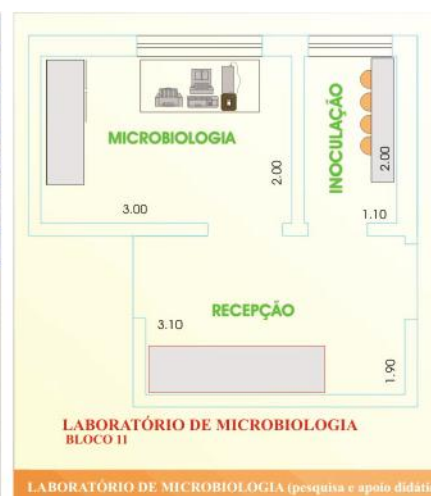 MICROBIOLOGIA
INOCULAÇÃO
2.00
2.00
3.00
1.10
RECEPÇÃO
3.10
1.90
LABORATÓRIO DE MICROBIOLOGIA
BLOCO 11
LABORATÓRIO DE MICROBIOLOGIA (pesquisa e apoio didáti